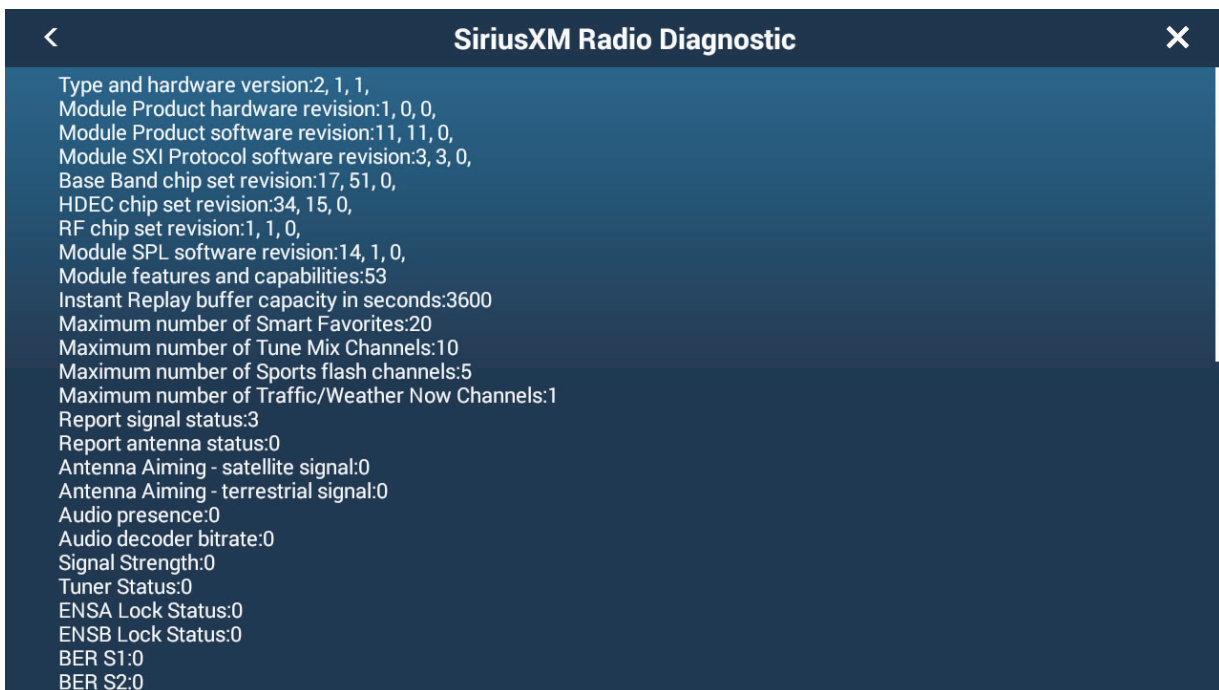 SiriusXM Radio Diagnostic
Type and hardware version:2, 1, 1,
Module Product hardware revision:1, 0, 0,
Module Product software revision:11, 11, 0,
Module SXI Protocol software revision:3, 3, 0,
Base Band chip set revision:17, 51, 0,
HDEC chip set revision:34, 15, 0,
RF chip set revision:1, 1, 0,
Module SPL software revision:14, 1, 0,
Module features and capabilities:53
Instant Replay buffer capacity in seconds:3600
Maximum number of Smart Favorites:20
Maximum number of Tune Mix Channels:10
Maximum number of Sports flash channels:5
Maximum number of Traffic/Weather Now Channels:1
Report signal status:3
Report antenna status:0
Antenna Aiming - satellite signal:0
Antenna Aiming - terrestrial signal:0
Audio presence:0
Audio decoder bitrate:0
Signal Strength:0
Tuner Status:0
ENSA Lock Status:0
ENSB Lock Status:0
BER S1:0
BER S2:0